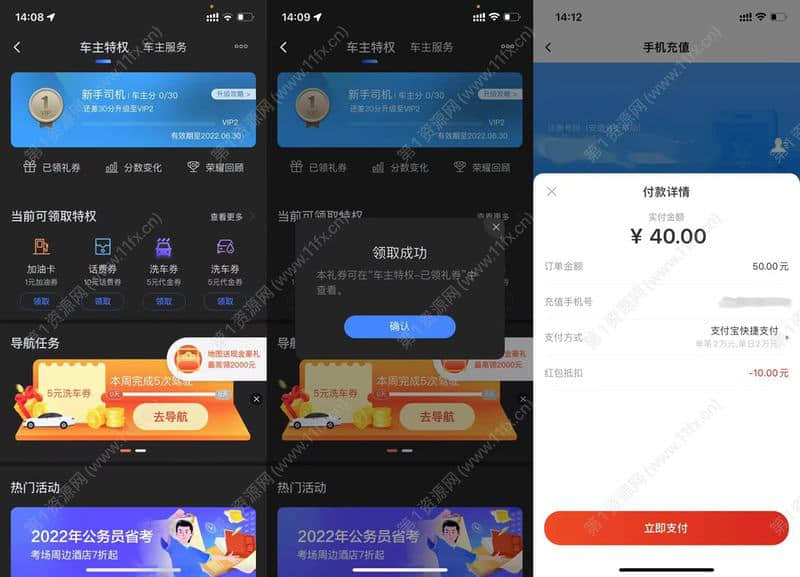 14:08
车主特权 车主服务
1
VIP
新手司机 车主分 0/30
升级攻略 >
还差30分升级至VIP2
VIP2
有效期至2022.06.30
已领礼券 分数变化 荣耀回顾
当前可领取特权 查看更多 >
加油卡 话费券 洗车券 洗车券
1元加油券 10元话费券 5元代金券 5元代金券
领取 领取 领取 领取
导航任务
地图送现金豪礼
最高领2000元
5元洗车券
本周完成5次驾驶
0天
去导航
热门活动
2022年公务员省考
考场周边酒店7折起
14:09
车主特权 车主服务
1
VIP
新手司机 车主分 0/30
升级攻略 >
还差30分升级至VIP2
VIP2
有效期至2022.06.30
已领礼券 分数变化 荣耀回顾
当前可领取特权 查看更多
领取成功
本礼券可在“车主特权-已领礼券”中
查看。
确认
导航
最高领2000元
5元洗车券
本周完成5次驾驶
0天
去导航
热门活动
2022年公务员省考
考场周边酒店7折起
14:12
手机充值
付款详情
实付金额
¥ 40.00
订单金额 50.00元
充值手机号
支付方式 支付宝快捷支付
单笔2万元,单日2万元
红包抵扣 -10.00元
立即支付
第1资源网 (www.11fx.cn)